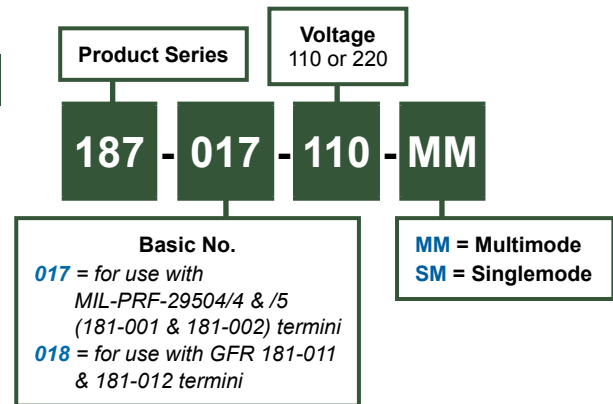 Product Series
Voltage
110 or 220
187 - 017 - 110 - MM
Basic No.
017 = for use with
MIL-PRF-29504/4 & /5
(181-001 & 181-002) termini
018 = for use with GFR 181-011
& 181-012 termini
MM = Multimode
SM = Singlemode